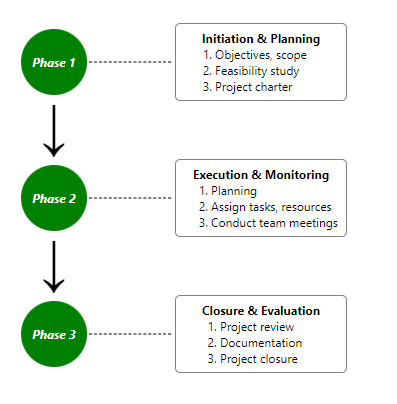 Phase 1
Initiation & Planning
1. Objectives, scope
2. Feasibility study
3. Project charter
Phase 2
Execution & Monitoring
1. Planning
2. Assign tasks, resources
3. Conduct team meetings
Phase 3
Closure & Evaluation
1. Project review
2. Documentation
3. Project closure